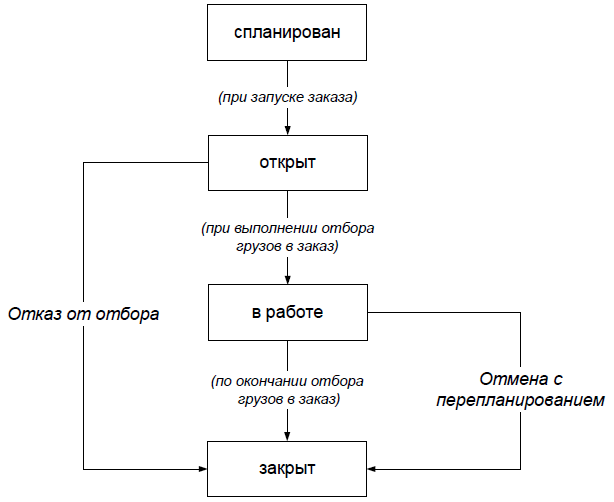 спланирован
(при запуске заказа)
открыт
(при выполнении отбора
грузов в заказ)
Отказ от отбора
в работе
(по окончании отбора
грузов в заказ)
Отмена с
перепланированием
закрыт